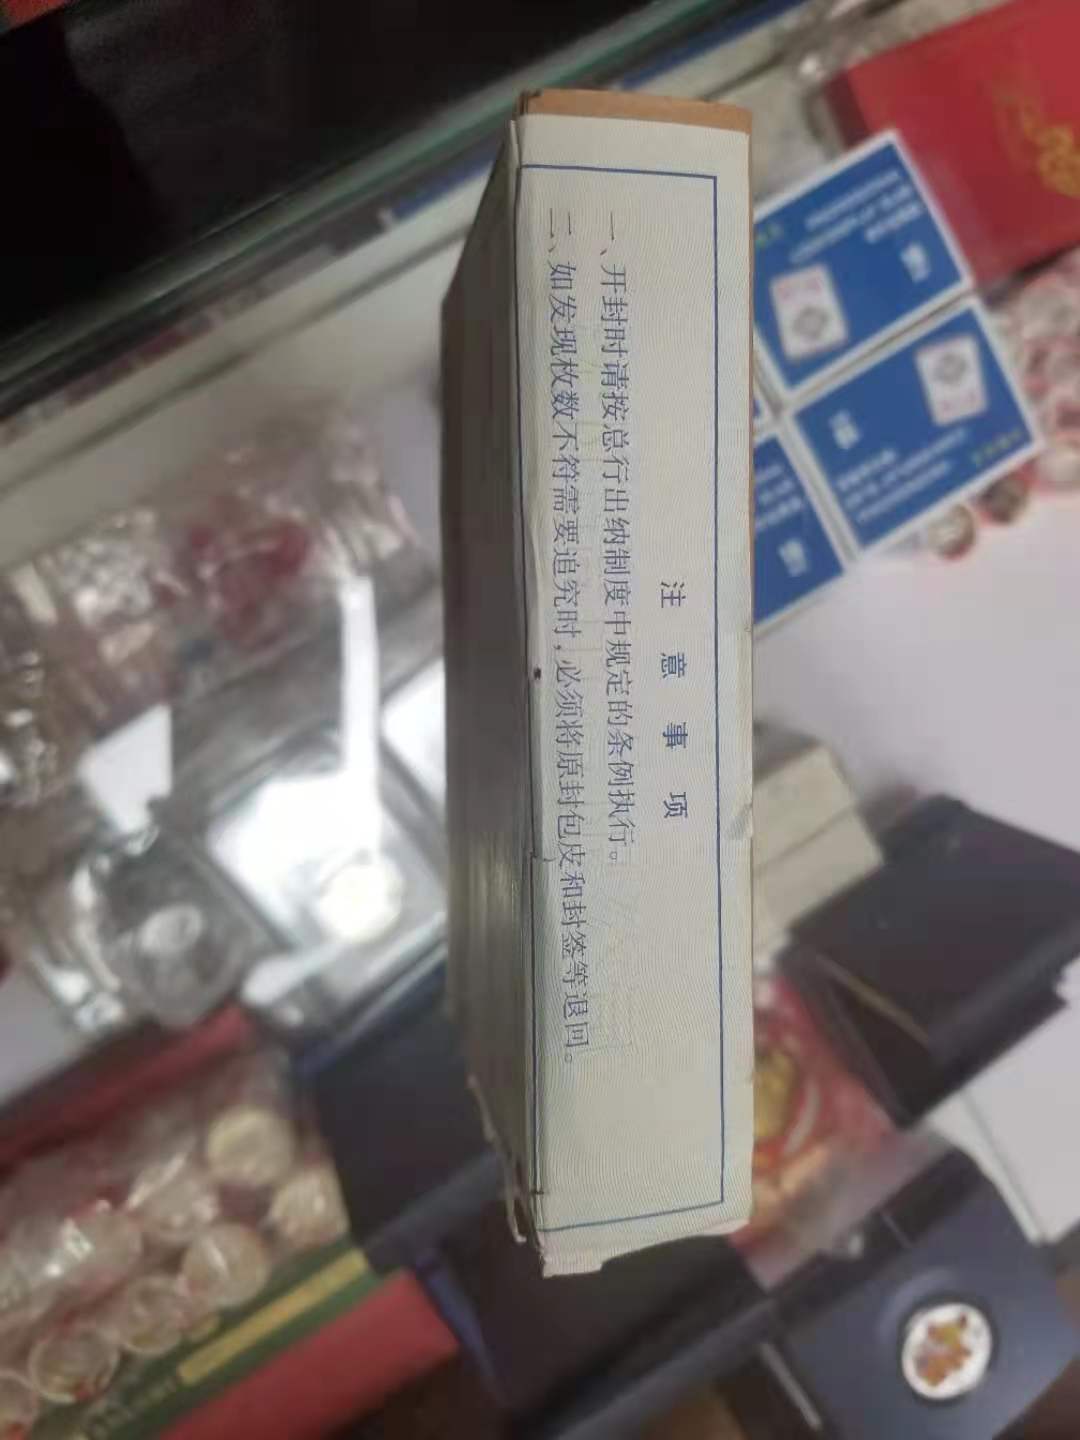 注意事项
一、开封时请按总行出纳制度中规定的条例执行。
二、如发现枚数不符需要追究时,必须将原封包皮和封签等退回。